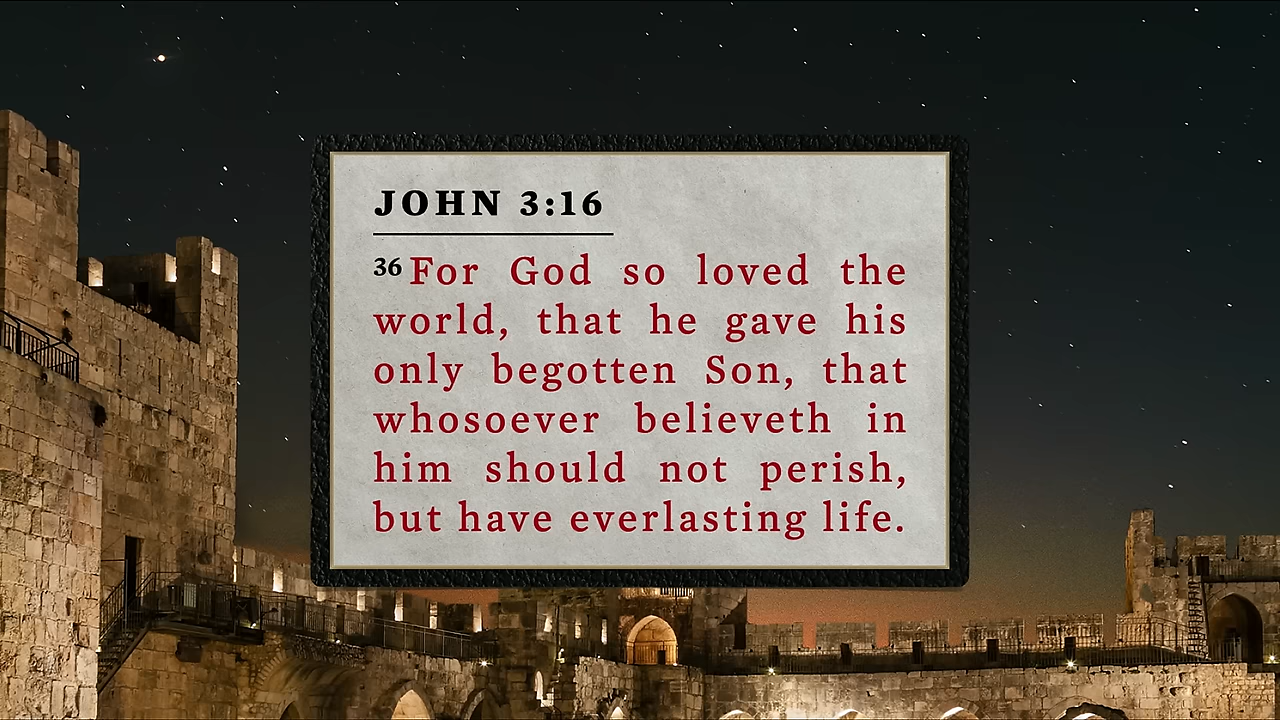 JOHN 3:16
36 For God so loved the
world, that he gave his
only begotten Son, that
whosoever believeth in
him should not perish,
but have everlasting life.